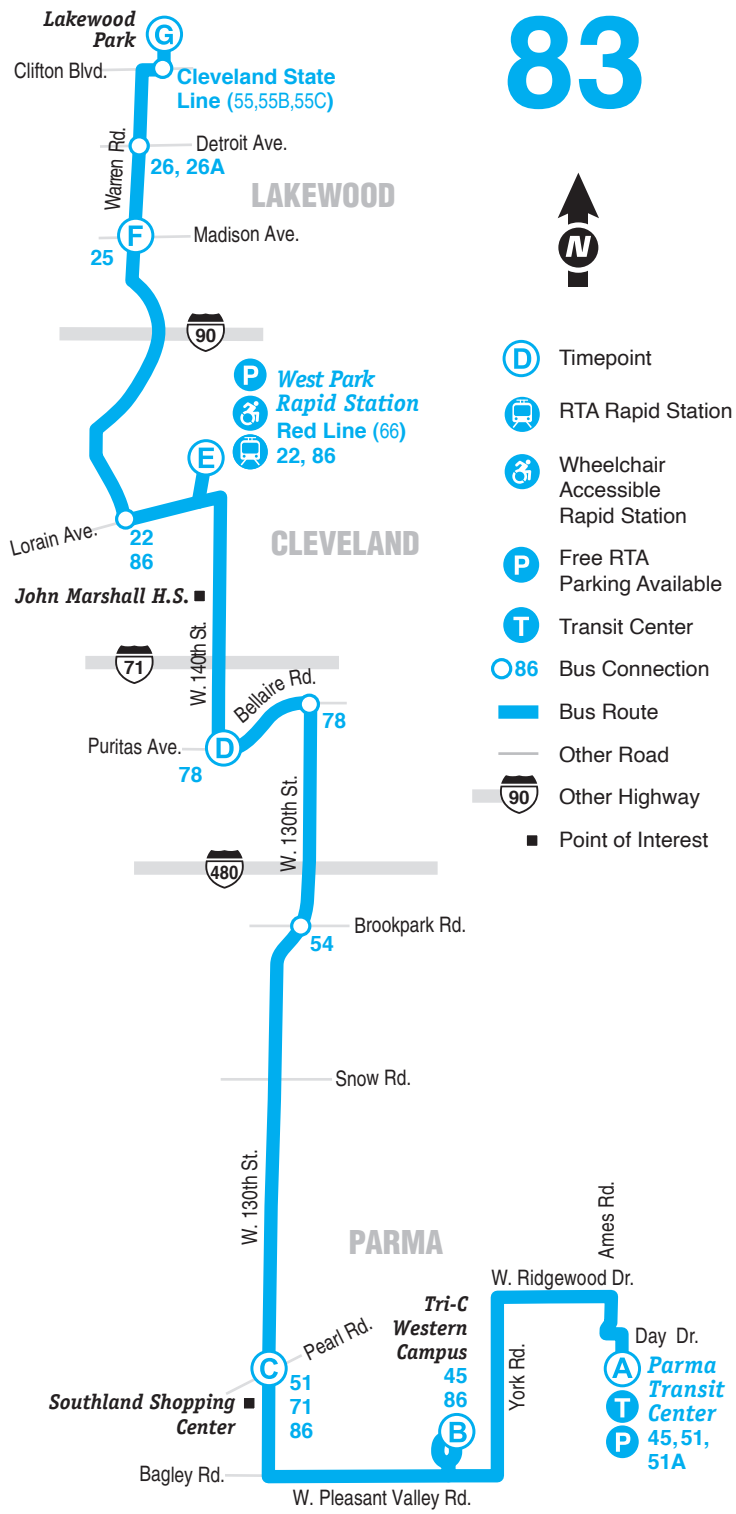 83
Lakewood
Park
G
Clifton Blvd.
Cleveland State
Line (55,55B,55C)
Warren Rd.
Detroit Ave.
26, 26A
LAKEWOOD
F
Madison Ave.
25
N
90
P
West Park
Rapid Station
Red Line (66)
22, 86
E
Lorain Ave.
22
86
CLEVELAND
John Marshall H.S.
W. 140th St.
71
Bellaire Rd.
78
Puritas Ave.
D
78
W. 130th St.
480
Brookpark Rd.
54
Snow Rd.
W. 130th St.
PARMA
Pearl Rd.
C
51
71
86
Southland Shopping
Center
Bagley Rd.
W. Pleasant Valley Rd.
Tri-C
Western
Campus
45
86
B
York Rd.
W. Ridgewood Dr.
Ames Rd.
Day Dr.
A
Parma
Transit
Center
T
P
45, 51,
51A
D Timepoint
RTA Rapid Station
Wheelchair
Accessible
Rapid Station
P Free RTA
Parking Available
T Transit Center
86 Bus Connection
Bus Route
Other Road
90 Other Highway
Point of Interest